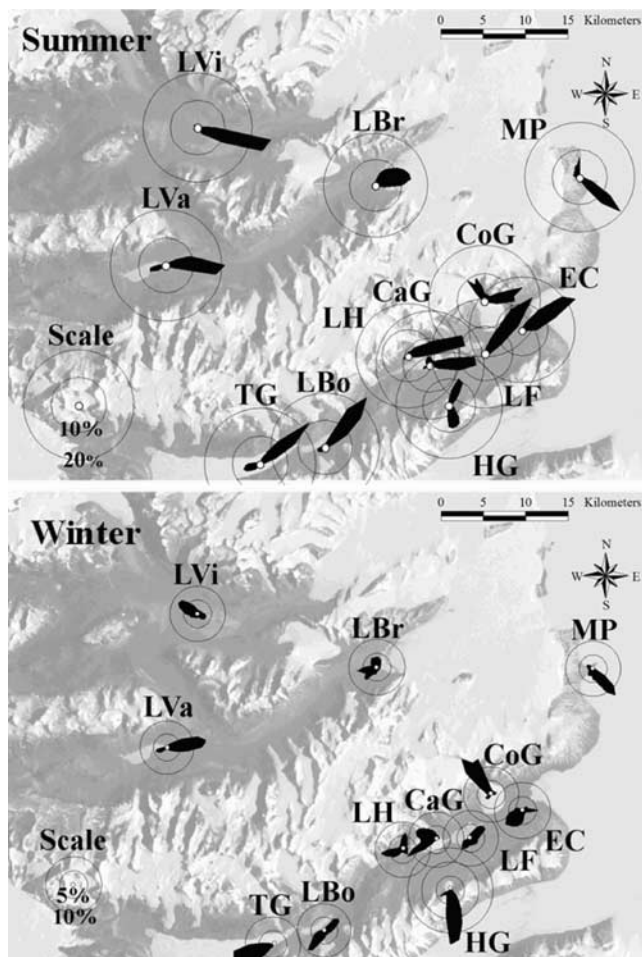 0 5 10 15 Kilometers
Summer
LVi
N
W E
S
LBr
MP
LVa
CoG
EC
CaG
LH
Scale
LBo
TG
LF
10%
20%
HG
0 5 10 15 Kilometers
Winter
N
LVi
W E
S
LBr
MP
LVa
CoG
CaG
LH
EC
Scale
LF
5%
10%
LBo
TG
HG